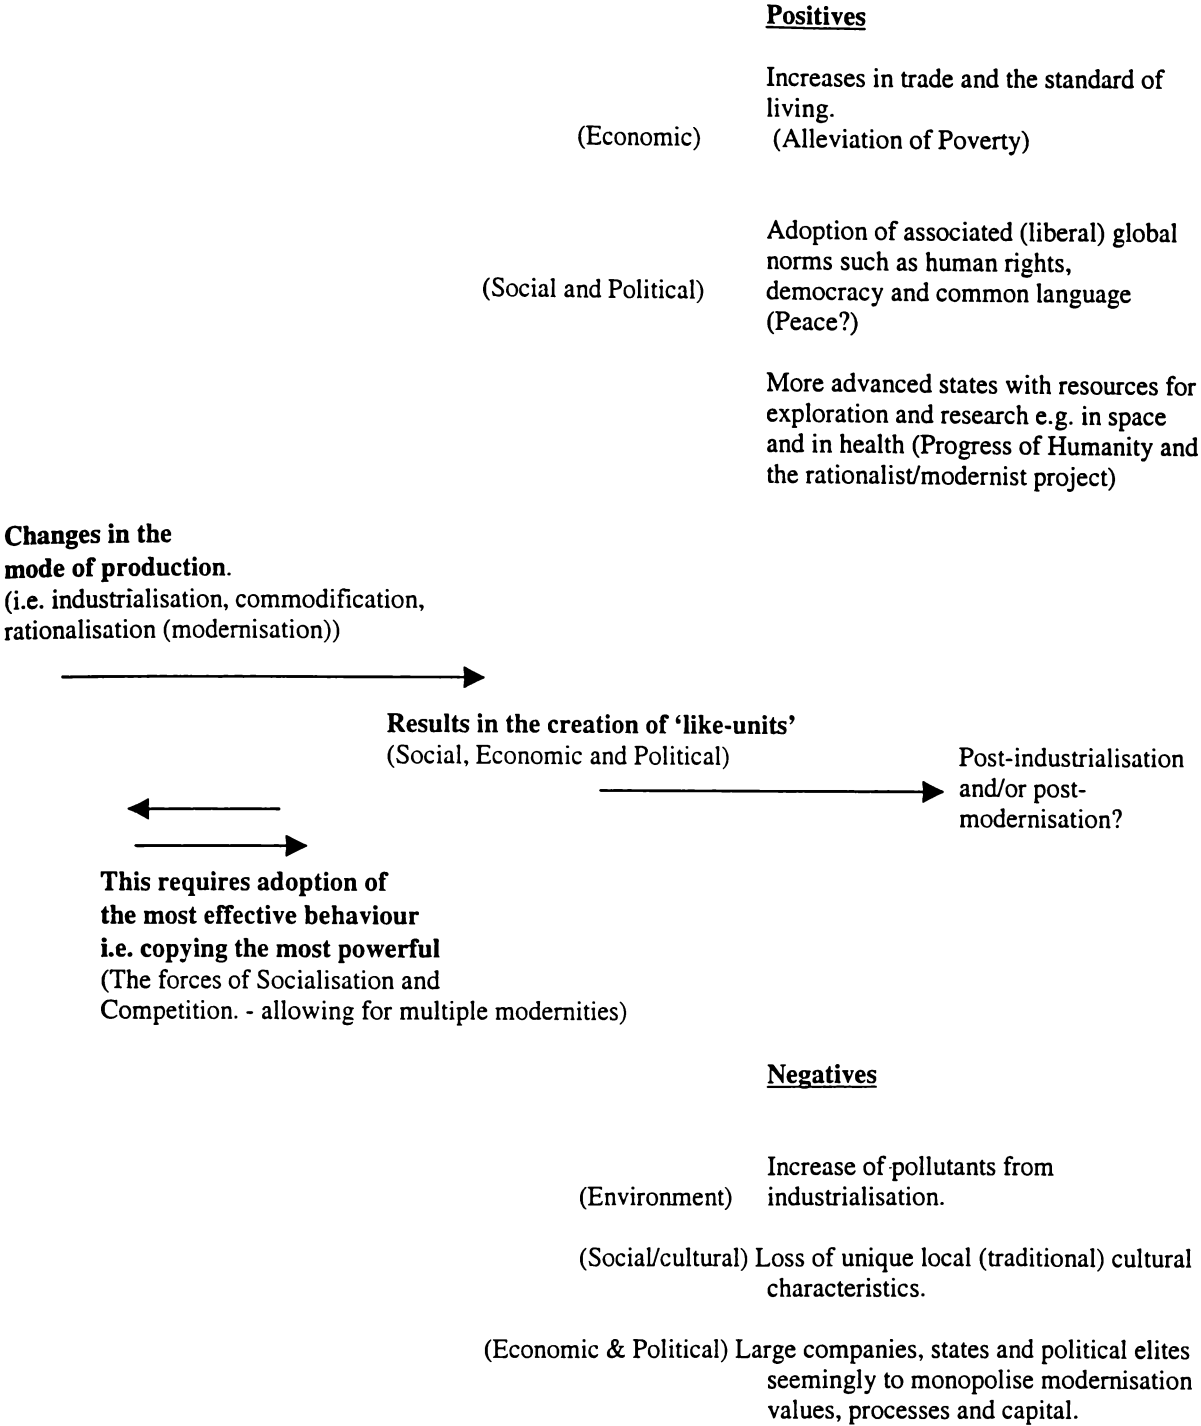 Positives
Increases in trade and the standard of
living.
(Economic) (Alleviation of Poverty)
Adoption of associated (liberal) global
norms such as human rights,
(Social and Political) democracy and common language
(Peace?)
More advanced states with resources for
exploration and research e.g. in space
and in health (Progress of Humanity and
the rationalist/modernist project)
Changes in the
mode of production.
(i.e. industrialisation, commodification,
rationalisation (modernisation))
Results in the creation of ‘like-units’
(Social, Economic and Political)
Post-industrialisation
and/or post-
modernisation?
This requires adoption of
the most effective behaviour
i.e. copying the most powerful
(The forces of Socialisation and
Competition. - allowing for multiple modernities)
Negatives
Increase of pollutants from
(Environment) industrialisation.
(Social/cultural) Loss of unique local (traditional) cultural
characteristics.
(Economic & Political) Large companies, states and political elites
seemingly to monopolise modernisation
values, processes and capital.